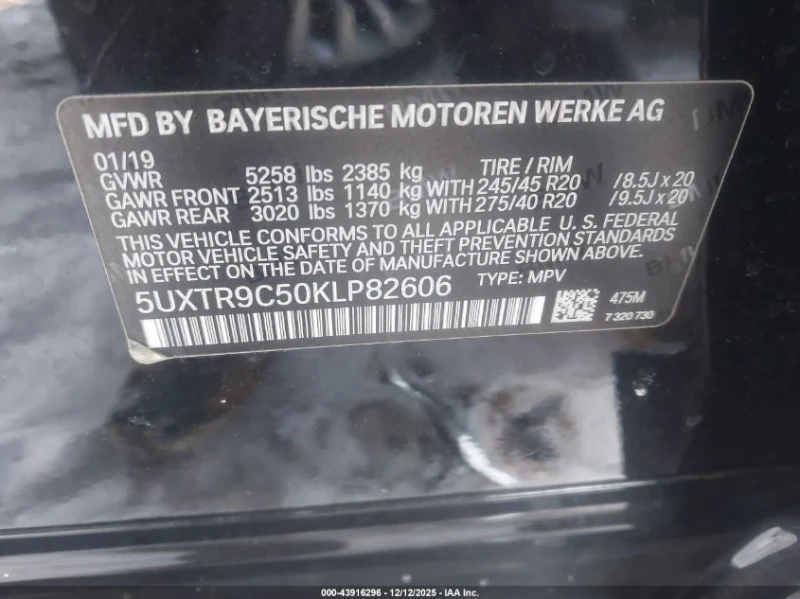 MFD BY BAYERISCHE MOTOREN WERKE AG
01/19
GVWR 5258 lbs 2385 kg TIRE / RIM
GAWR FRONT 2513 lbs 1140 kg WITH 245/45 R20 /8.5J x 20
GAWR REAR 3020 lbs 1370 kg WITH 275/40 R20 /9.5J x 20
THIS VEHICLE CONFORMS TO ALL APPLICABLE U. S. FEDERAL
MOTOR VEHICLE SAFETY AND THEFT PREVENTION STANDARDS
IN EFFECT ON THE DATE OF MANUFACTURE SHOWN ABOVE.
5UXTR9C50KLP82606 TYPE: MPV
475M
7 320 730
000-43916296 - 12/12/2025 - IAA Inc.